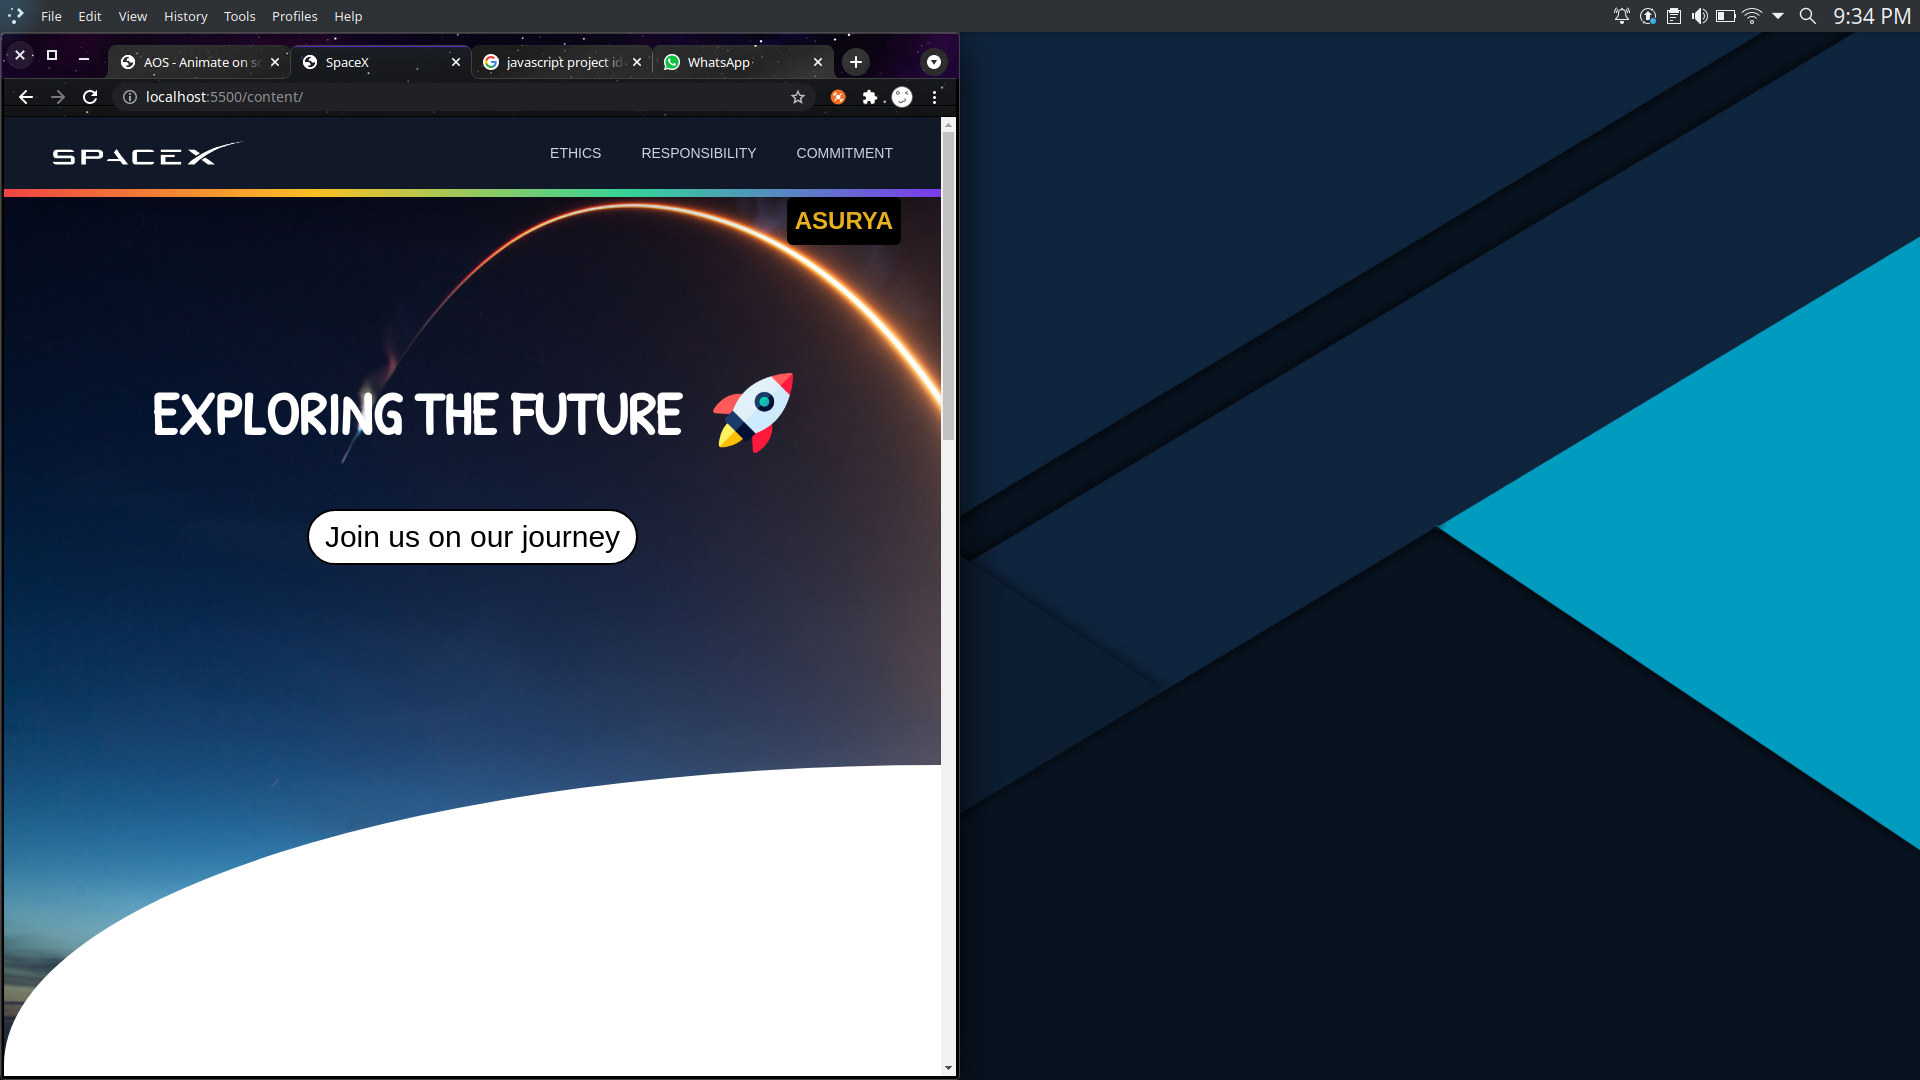 File Edit View History Tools Profiles Help 9:34 PM
AOS - Animate on sc SpaceX javascript project id WhatsApp
localhost:5500/content/
SPACEX ETHICS RESPONSIBILITY COMMITMENT
ASURYA
EXPLORING THE FUTURE
Join us on our journey